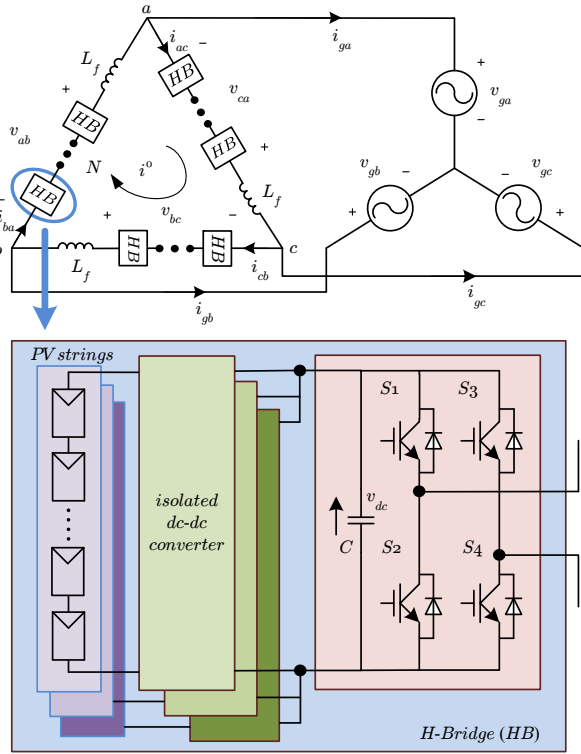 a
i_ga
i_ac
−
L_f
HB
v_ca
+
+
HB
v_ga
−
v_ab
N
i^o
HB
+
v_gb
−
−
v_gc
HB
L_f
+
+
i_ba
+
v_bc
−
L_f
HB
HB
c
i_cb
i_gc
i_gb
PV strings
S1
S3
isolated
dc-dc
converter
v_dc
C
S2
S4
H-Bridge (HB)